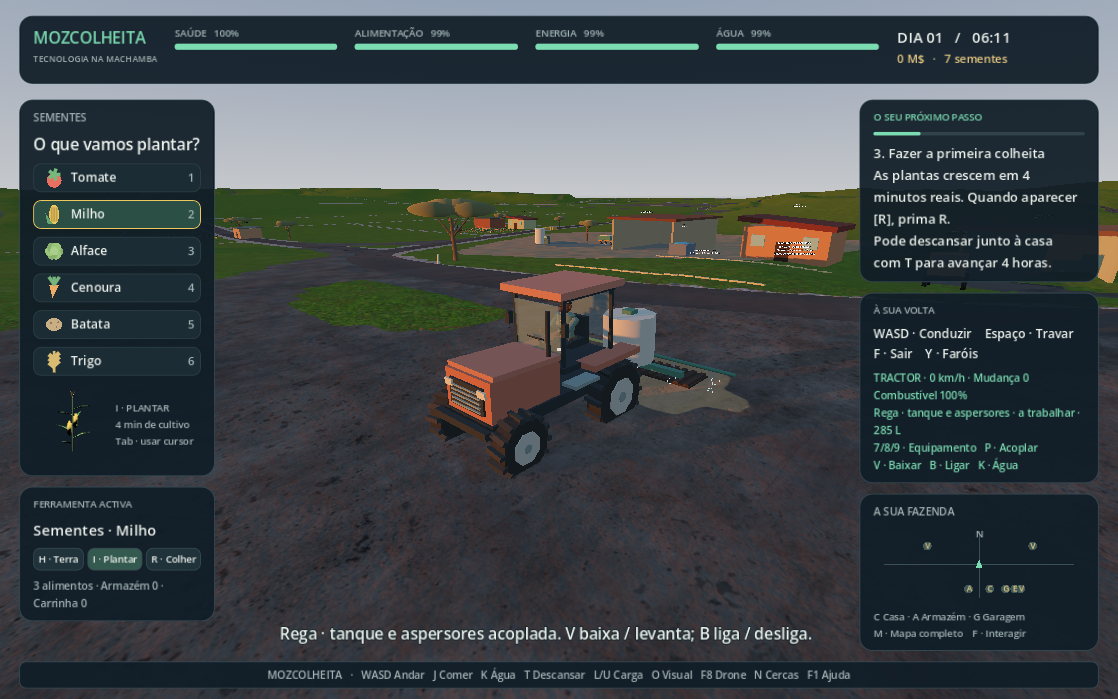 MOZCOLHEITA
TECNOLOGIA NA MACHAMBA
SAÚDE 100%
ALIMENTAÇÃO 99%
ENERGIA 99%
ÁGUA 99%
DIA 01 / 06:11
0 M$ · 7 sementes
SEMENTES
O que vamos plantar?
Tomate 1
Milho 2
Alface 3
Cenoura 4
Batata 5
Trigo 6
I · PLANTAR
4 min de cultivo
Tab · usar cursor
FERRAMENTA ACTIVA
Sementes · Milho
H · Terra
I · Plantar
R · Colher
3 alimentos · Armazém 0 ·
Carrinha 0
O SEU PRÓXIMO PASSO
3. Fazer a primeira colheita
As plantas crescem em 4
minutos reais. Quando aparecer
[R], prima R.
Pode descansar junto à casa
com T para avançar 4 horas.
À SUA VOLTA
WASD · Conduzir Espaço · Travar
F · Sair Y · Faróis
TRACTOR · 0 km/h · Mudança 0
Combustível 100%
Rega · tanque e aspersores · a trabalhar ·
285 L
7/8/9 · Equipamento P · Acoplar
V · Baixar B · Ligar K · Água
A SUA FAZENDA
N
V
V
A
C
G E V
C Casa · A Armazém · G Garagem
M · Mapa completo F · Interagir
Rega · tanque e aspersores acoplada. V baixa / levanta; B liga / desliga.
MOZCOLHEITA · WASD Andar J Comer K Água T Descansar L/U Carga O Visual F8 Drone N Cercas F1 Ajuda